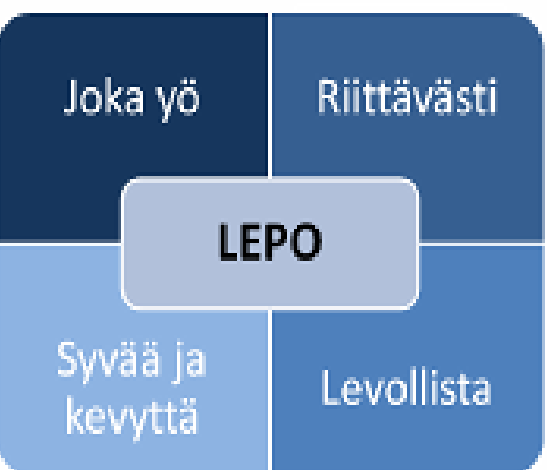 Joka yö
Riittävästi
LEPO
Syvää ja
kevyttä
Levollista